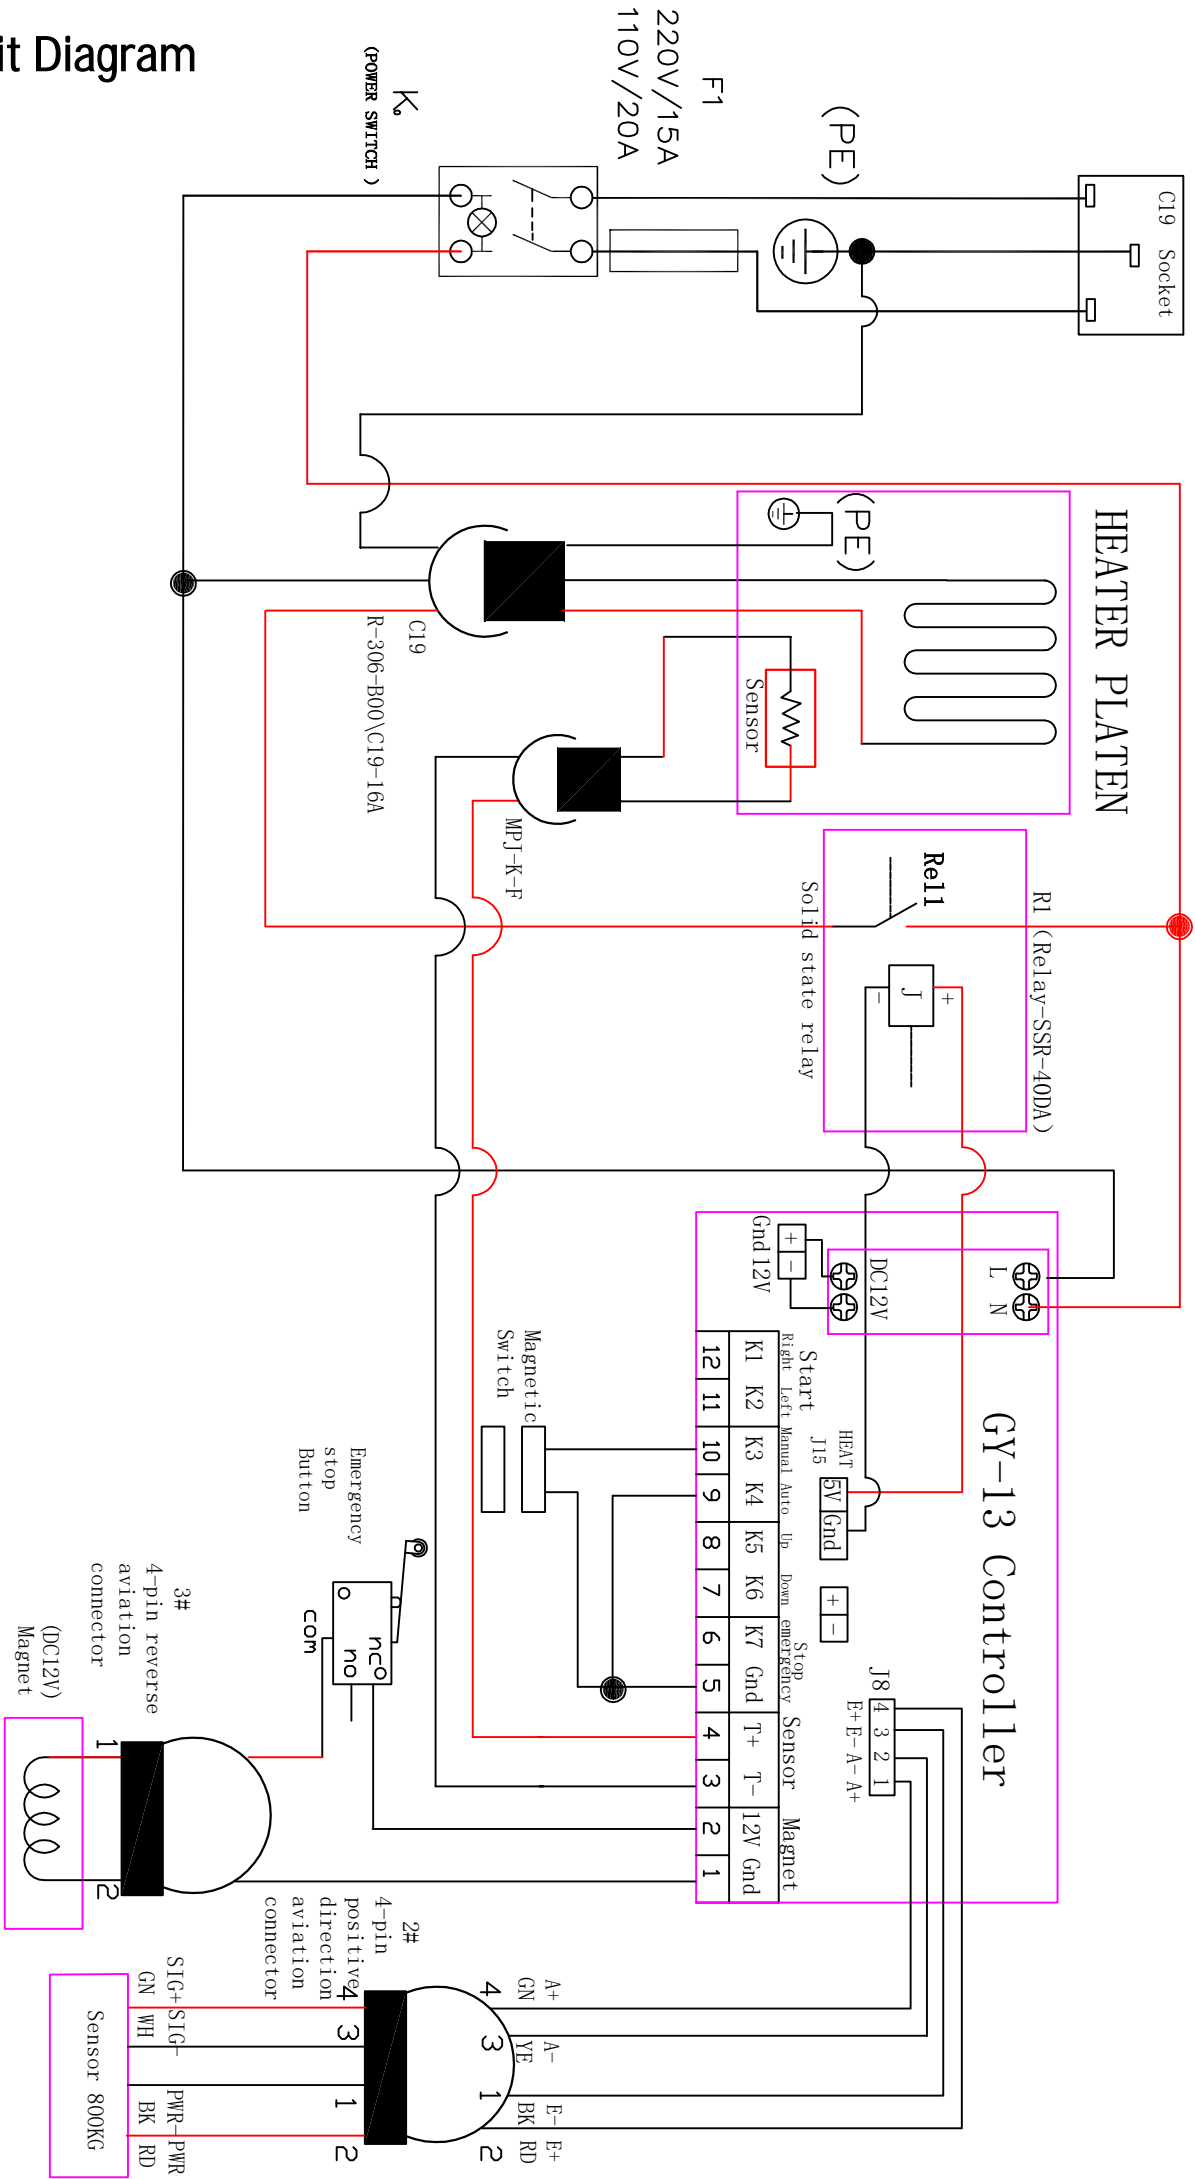 it Diagram
K。
(POWER SWITCH )
F1
220V/15A
110V/20A
(PE)
C19 Socket
HEATER PLATEN
(PE)
Sensor
C19
R-306-B00\C19-16A
MPJ-K-F
Rel1
R1 (Relay-SSR-40DA)
J
+
-
Solid state relay
GY-13 Controller
L N
DC12V
+ -
Gnd 12V
Start
Right Left Manual Auto Up Down emergency Stop Sensor Magnet
K1 K2 K3 K4 K5 K6 K7 Gnd T+ T- 12V Gnd
12 11 10 9 8 7 6 5 4 3 2 1
HEAT
J15
5V Gnd
+ -
J8
4 3 2 1
E+ E- A- A+
Magnetic
Switch
Emergency
stop
Button
com
no
nc
3#
4-pin reverse
aviation
connector
(DC12V)
Magnet
1
2
2#
4-pin
positive
direction
aviation
connector
A+ A- E- E+
GN YE BK RD
4 3 1 2
4 3 1 2
SIG+ SIG- PWR- PWR
GN WH BK RD
Sensor 800KG